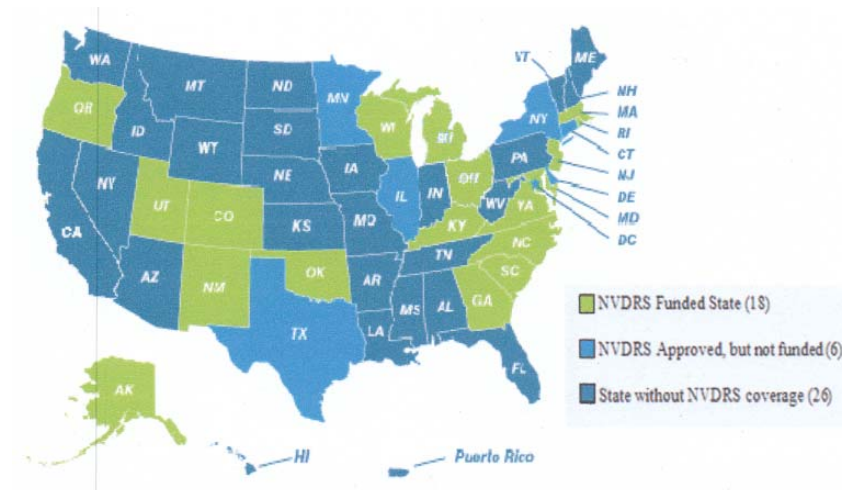 WA
MT
ND
MN
VT
ME
OR
ID
SD
WI
NY
NH
WY
MA
IA
PA
RI
NV
NE
IL
IN
OH
CT
UT
CO
WV
NJ
CA
KS
MO
KY
VA
DE
MD
DC
AZ
NM
OK
AR
TN
NC
SC
TX
MS
AL
GA
LA
FL
NVDRS Funded State (18)
NVDRS Approved, but not funded (6)
State without NVDRS coverage (26)
AK
HI
Puerto Rico